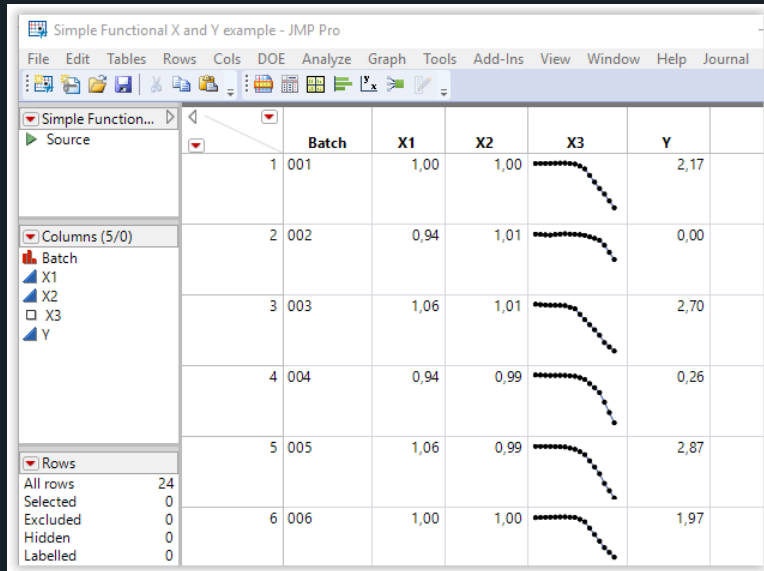 Simple Functional X and Y example - JMP Pro
File Edit Tables Rows Cols DOE Analyze Graph Tools Add-Ins View Window Help Journal
Simple Function...
Source
Batch X1 X2 X3 Y
1 001 1,00 1,00 2,17
2 002 0,94 1,01 0,00
3 003 1,06 1,01 2,70
4 004 0,94 0,99 0,26
5 005 1,06 0,99 2,87
6 006 1,00 1,00 1,97
Columns (5/0)
Batch
X1
X2
X3
Y
Rows
All rows 24
Selected 0
Excluded 0
Hidden 0
Labelled 0